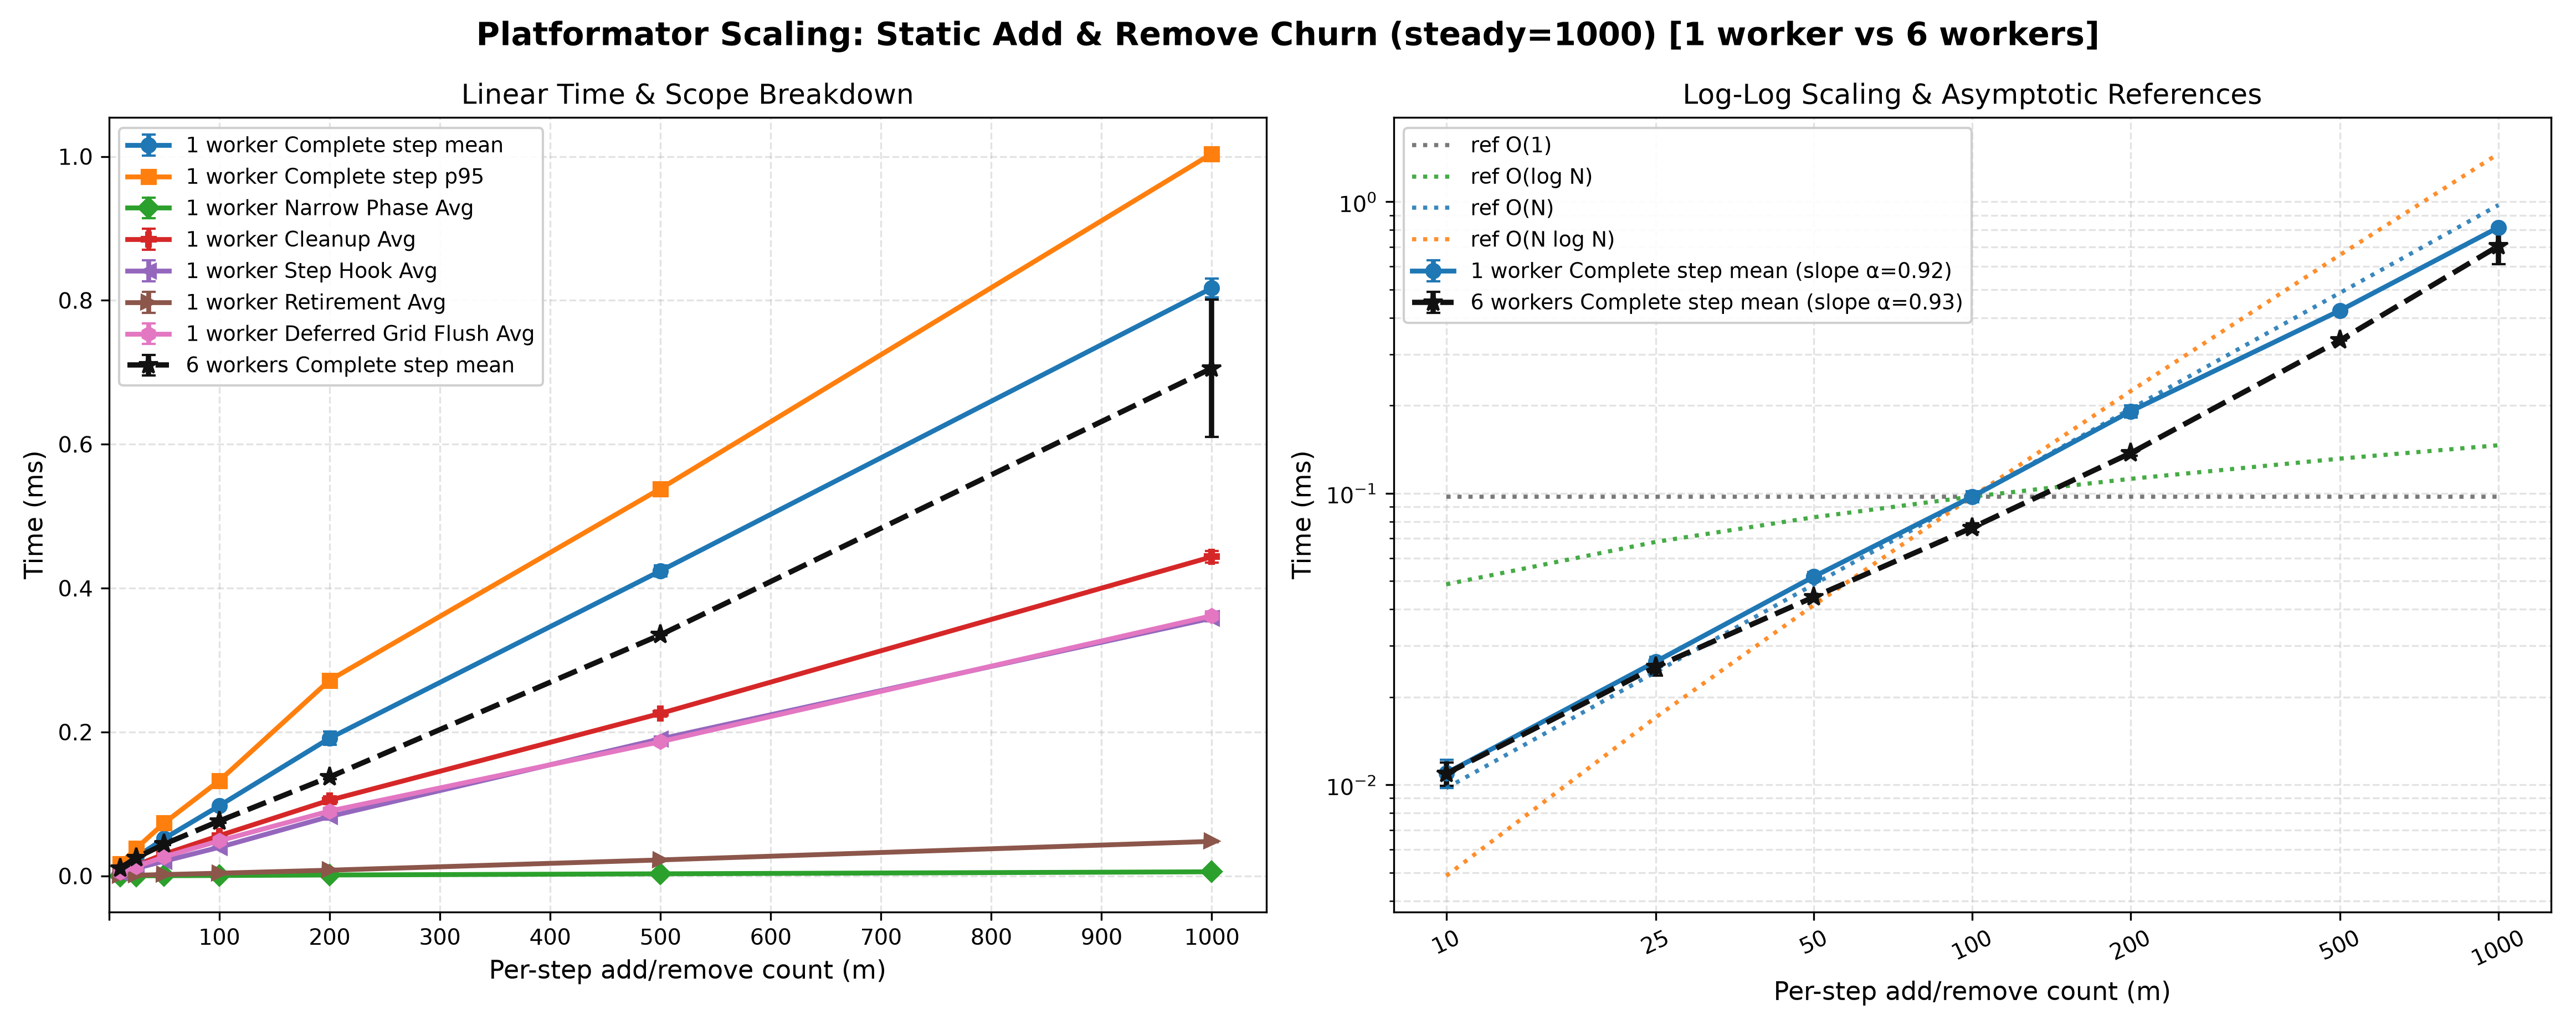 Platformator Scaling: Static Add & Remove Churn (steady=1000) [1 worker vs 6 workers]
Linear Time & Scope Breakdown
1 worker Complete step mean
1 worker Complete step p95
1 worker Narrow Phase Avg
1 worker Cleanup Avg
1 worker Step Hook Avg
1 worker Retirement Avg
1 worker Deferred Grid Flush Avg
6 workers Complete step mean
Time (ms)
1.0
0.8
0.6
0.4
0.2
0.0
100 200 300 400 500 600 700 800 900 1000
Per-step add/remove count (m)
Log-Log Scaling & Asymptotic References
ref O(1)
ref O(log N)
ref O(N)
ref O(N log N)
1 worker Complete step mean (slope α=0.92)
6 workers Complete step mean (slope α=0.93)
Time (ms)
10⁰
10⁻¹
10⁻²
10 25 50 100 200 500 1000
Per-step add/remove count (m)